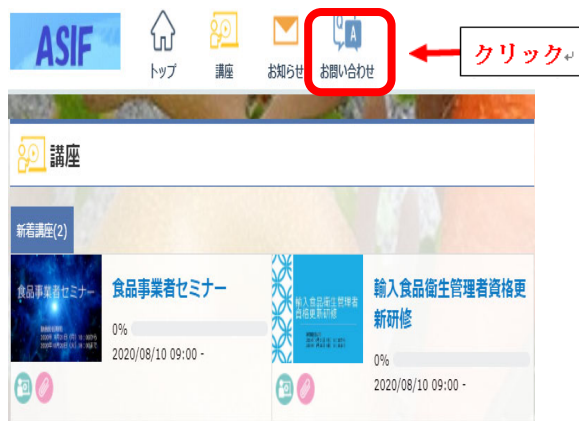 ASIF
トップ
講座
お知らせ
お問い合わせ
Q
A
クリック
講座
新着講座(2)
食品事業者セミナー
食品事業者セミナー
0%
2020/08/10 09:00 -
輸入食品衛生管理者
資格更新研修
輸入食品衛生管理者資格更
新研修
0%
2020/08/10 09:00 -